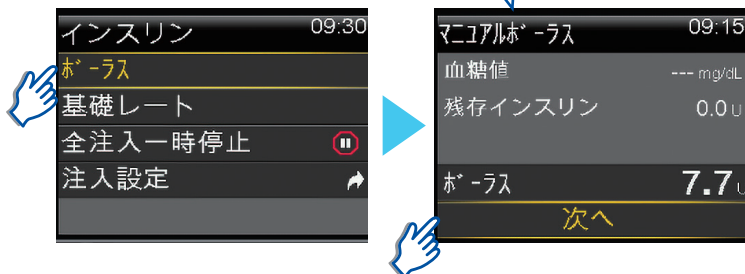 インスリン 09:30
ボーラス
基礎レート
全注入一時停止
注入設定
マニュアルボーラス 09:15
血糖値 --- mg/dL
残存インスリン 0.0 U
ボーラス 7.7 U
次へ